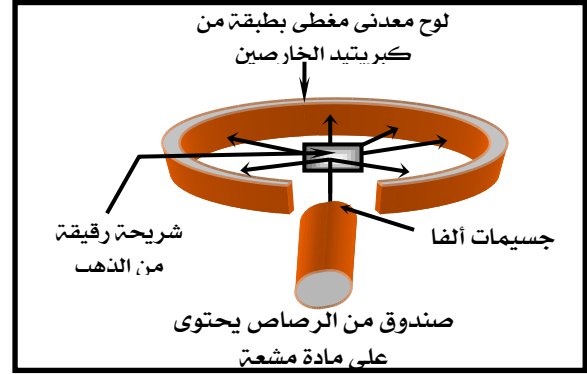 لوح معدنى مغطى بطبقة من
كبريتيد الخارصين
شريحة رقيقة
من الذهب
جسيمات ألفا
صندوق من الرصاص يحتوى
على مادة مشعة